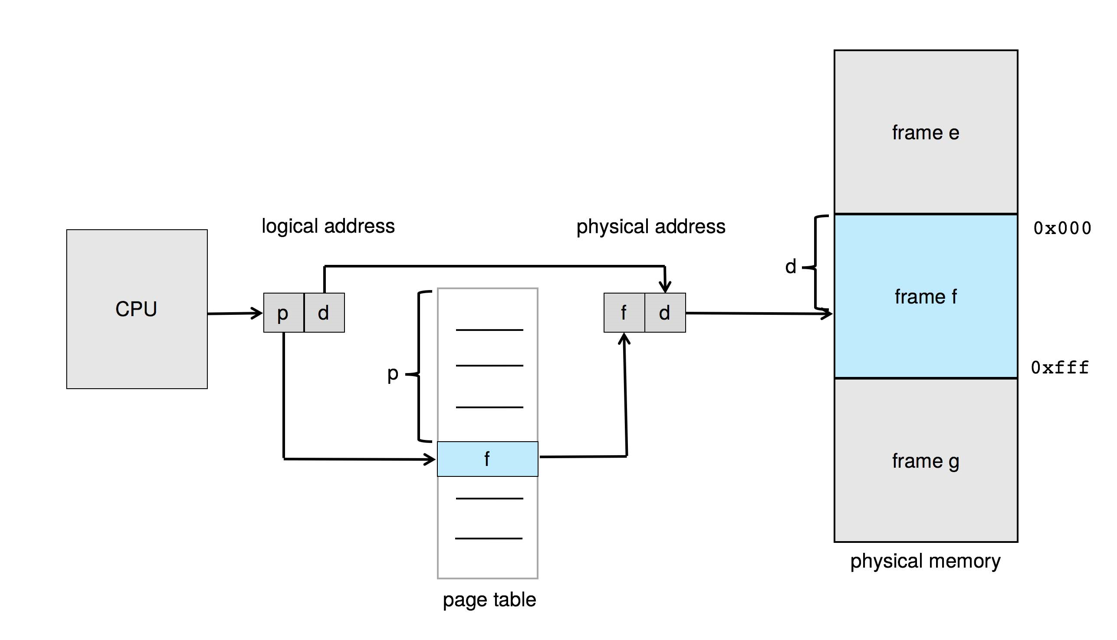 frame e
logical address
physical address
0x000
d
frame f
CPU
p
d
f
d
p
0xfff
f
frame g
physical memory
page table